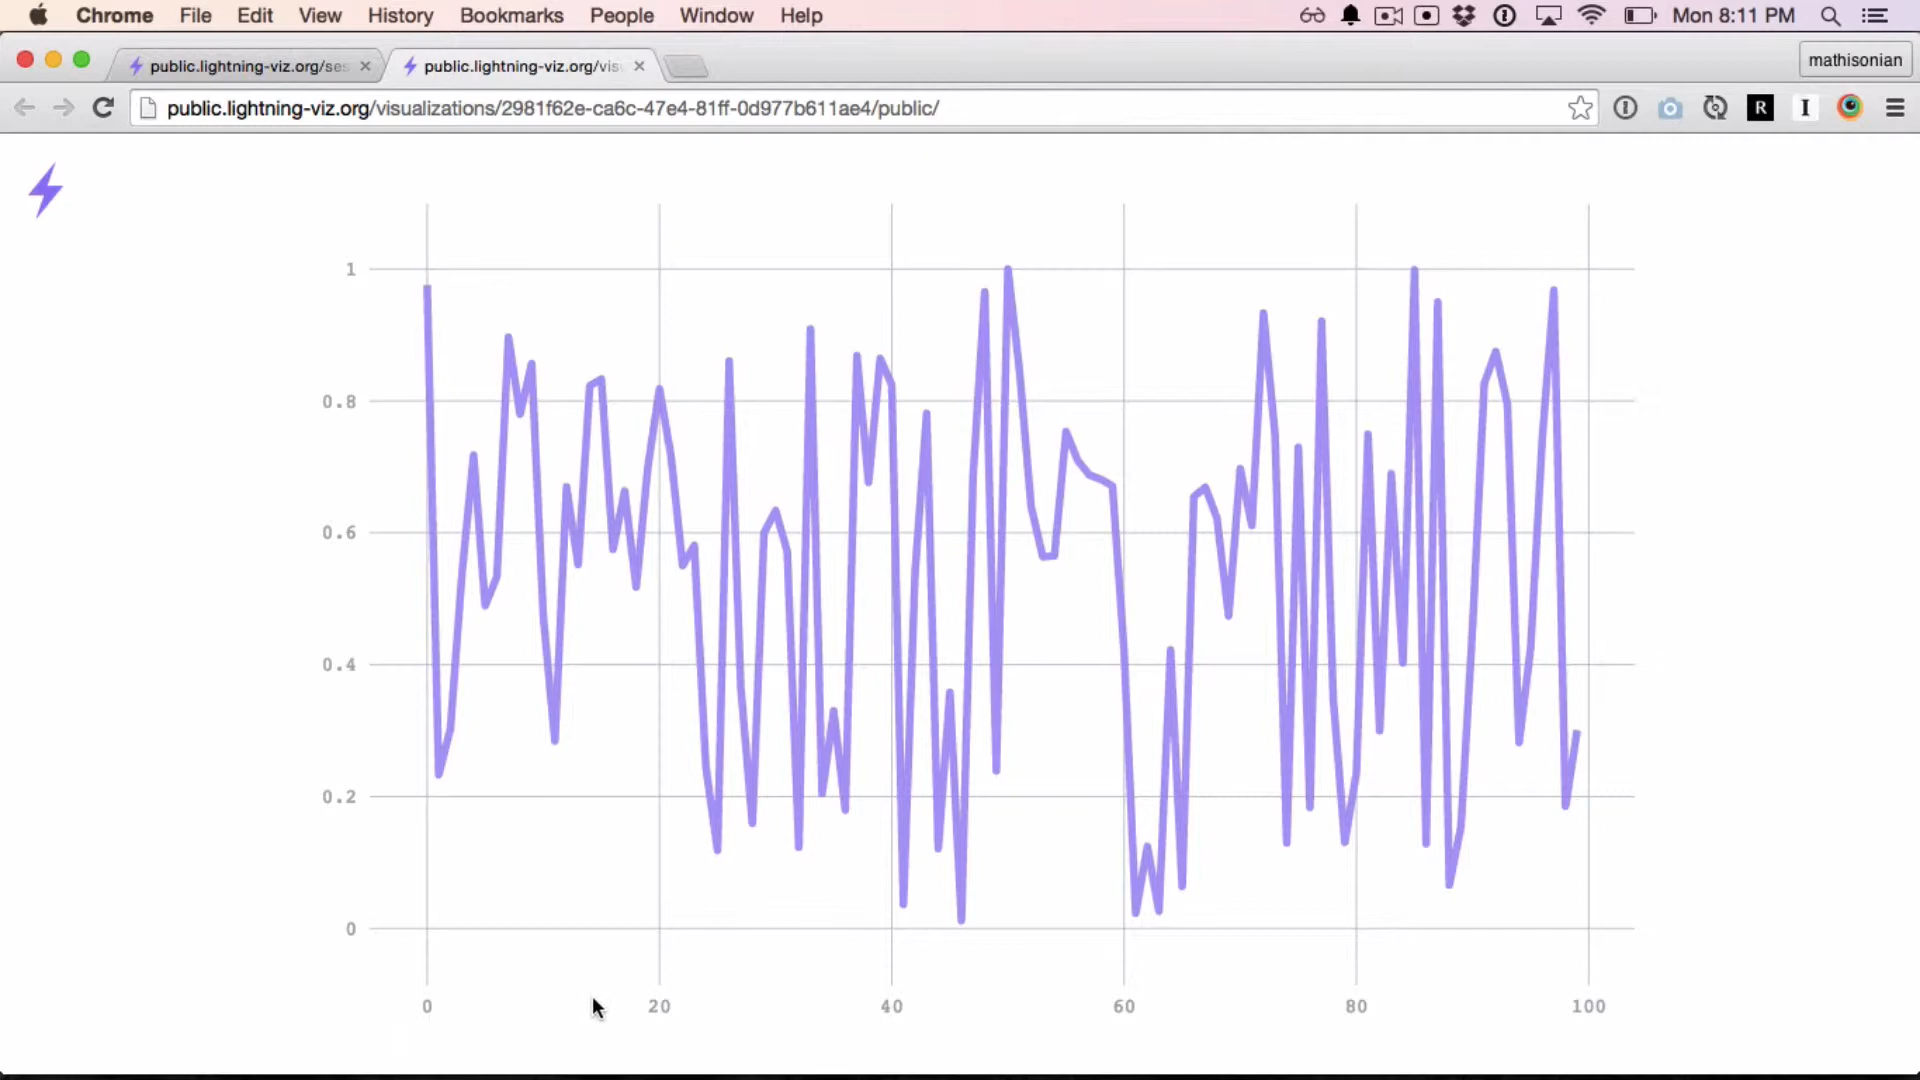 Chrome File Edit View History Bookmarks People Window Help Mon 8:11 PM
public.lightning-viz.org/ses public.lightning-viz.org/vis mathisonian
public.lightning-viz.org/visualizations/2981f62e-ca6c-47e4-81ff-0d977b611ae4/public/ R I
1
0.8
0.6
0.4
0.2
0
0 20 40 60 80 100